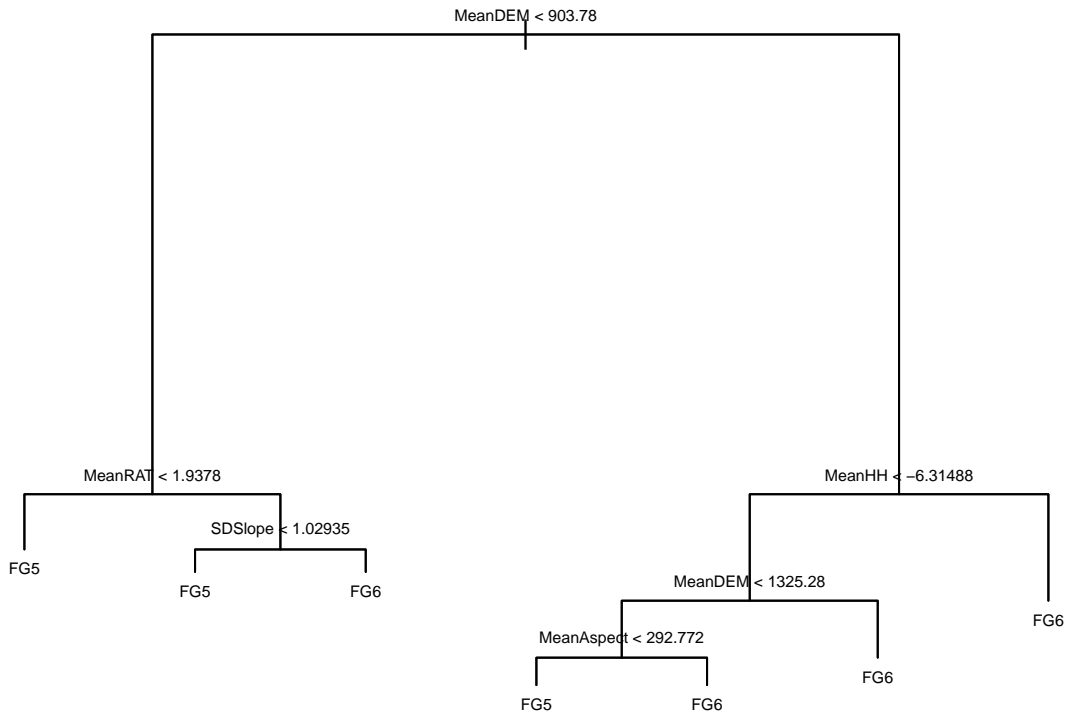 MeanDEM < 903.78
MeanRAT < 1.9378
MeanHH < −6.31488
SDSlope < 1.02935
FG5
FG5
FG6
MeanDEM < 1325.28
FG6
MeanAspect < 292.772
FG6
FG5
FG6